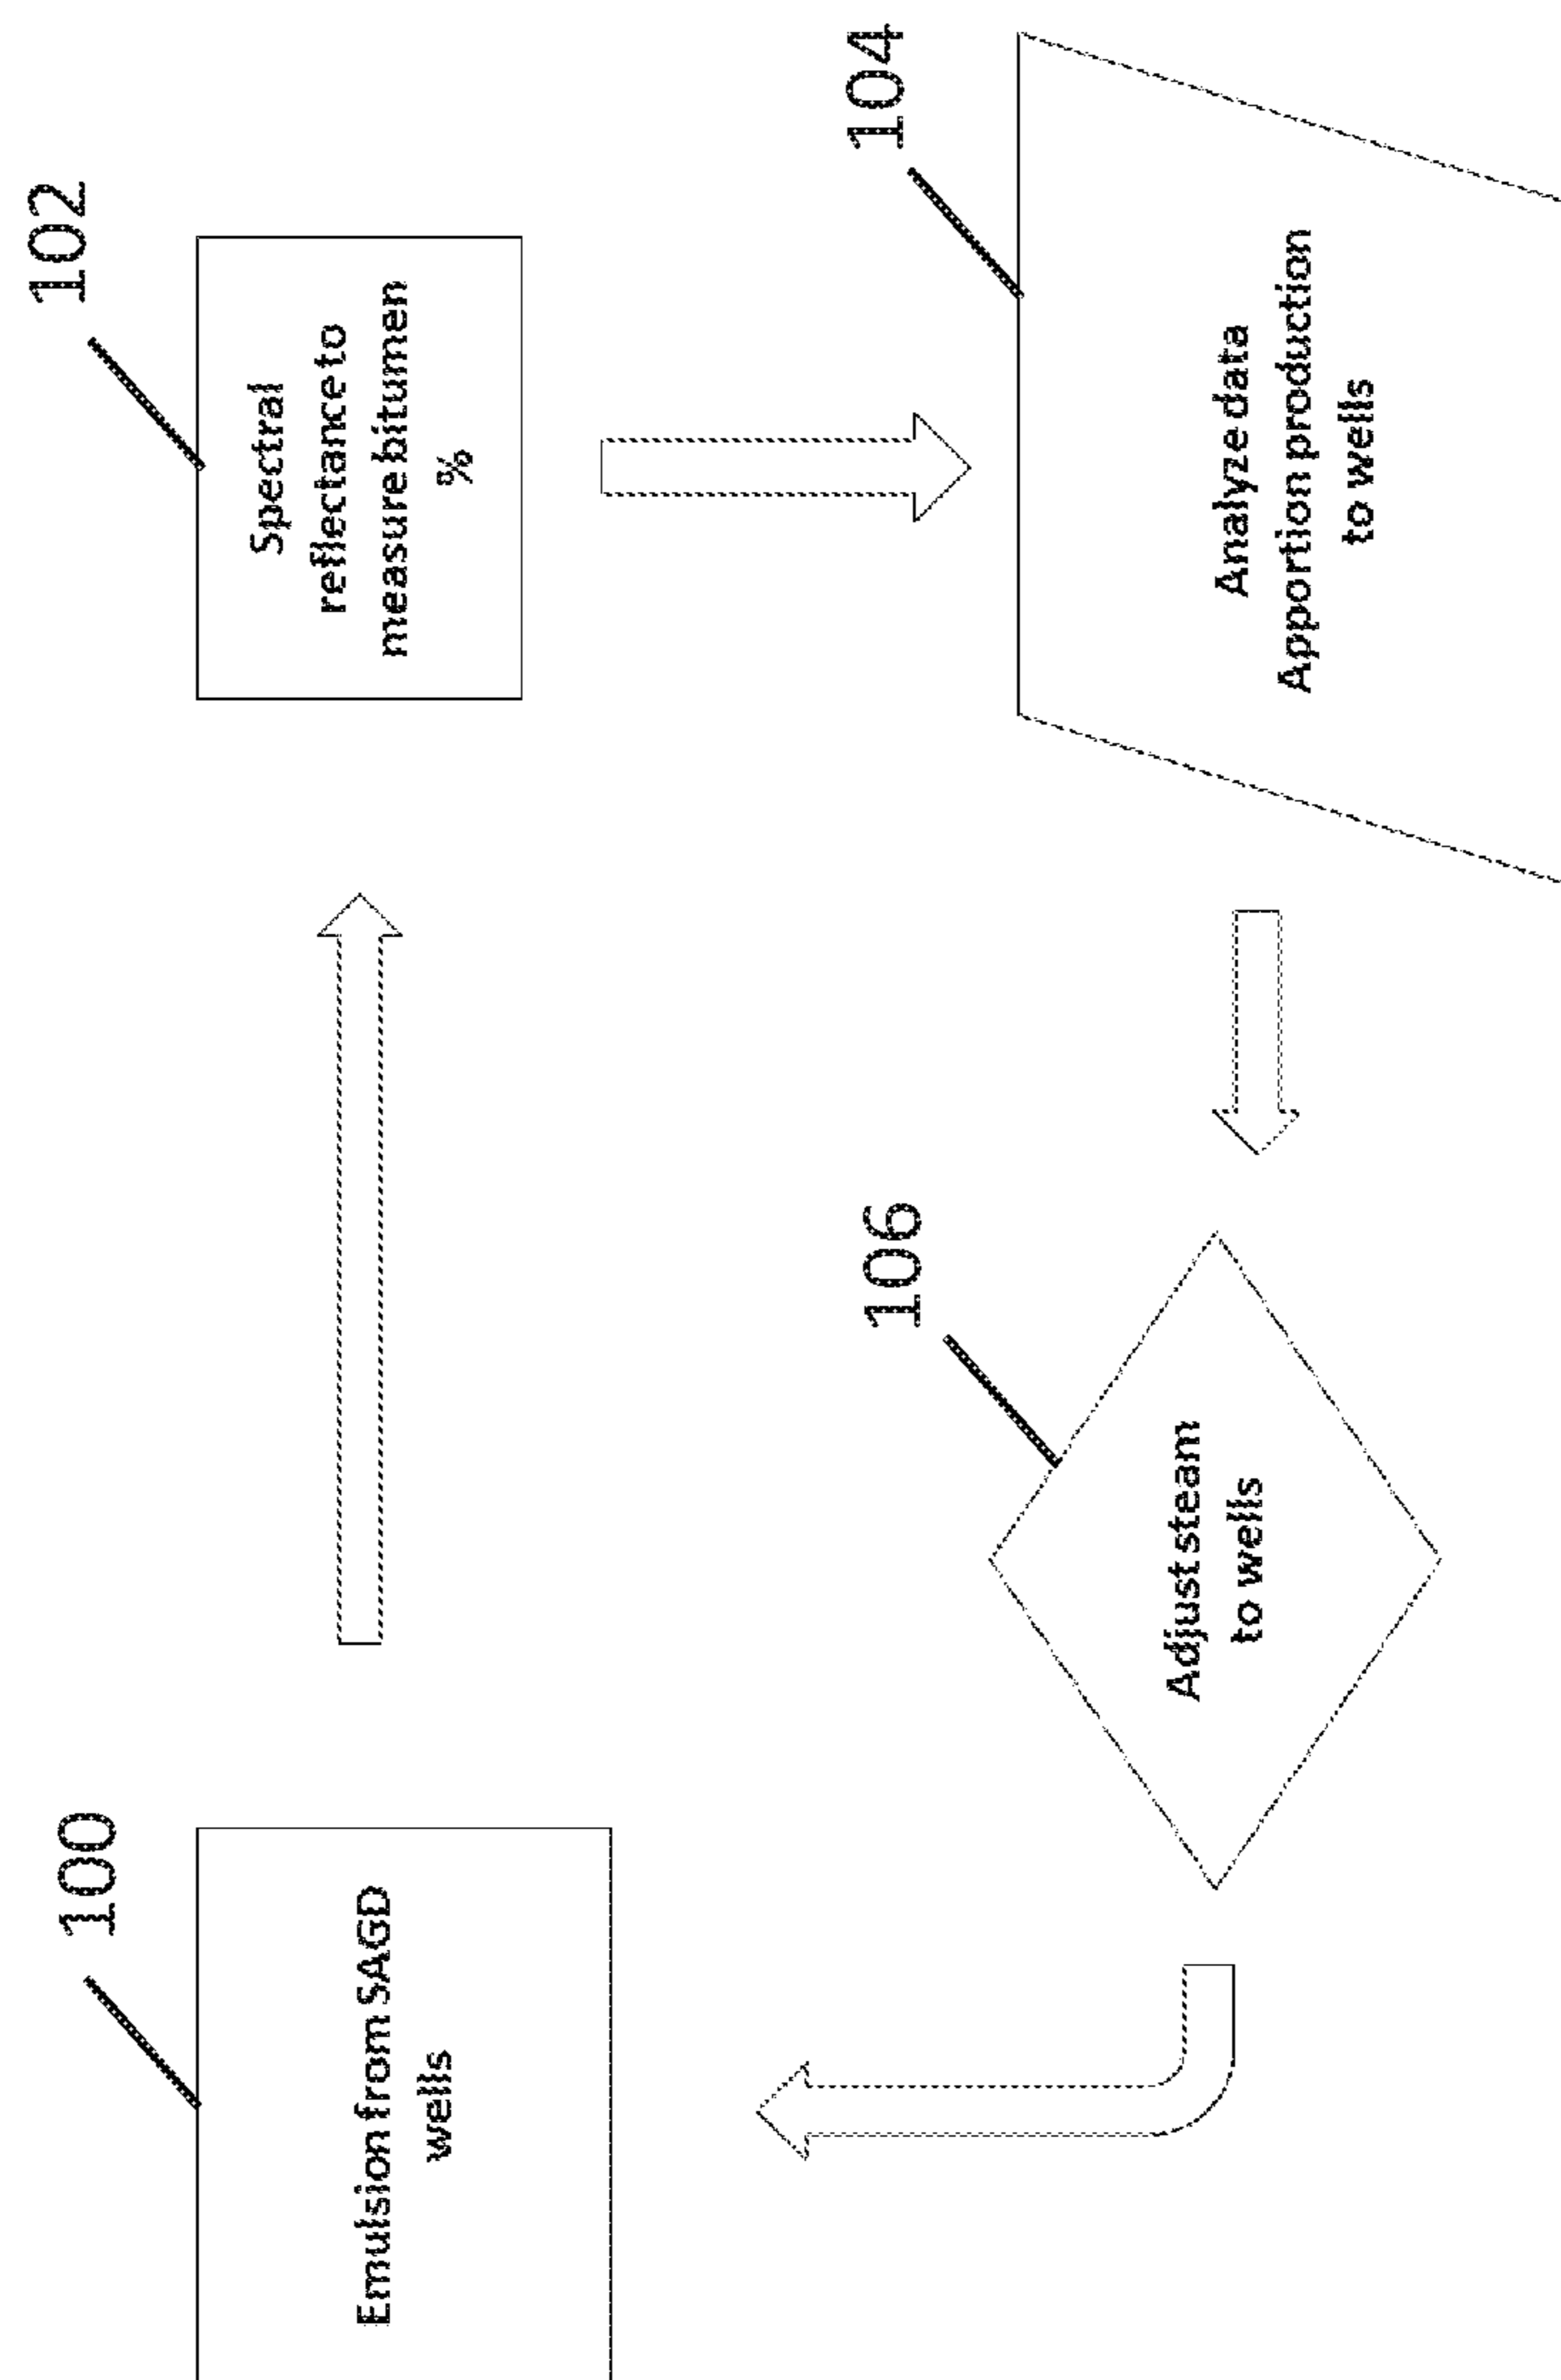 100
Emulsion from SAGD
wells
102
Spectral
reflectance to
measure bitumen
%
104
Analyze data
Apportion production
to wells
106
Adjust steam
to wells